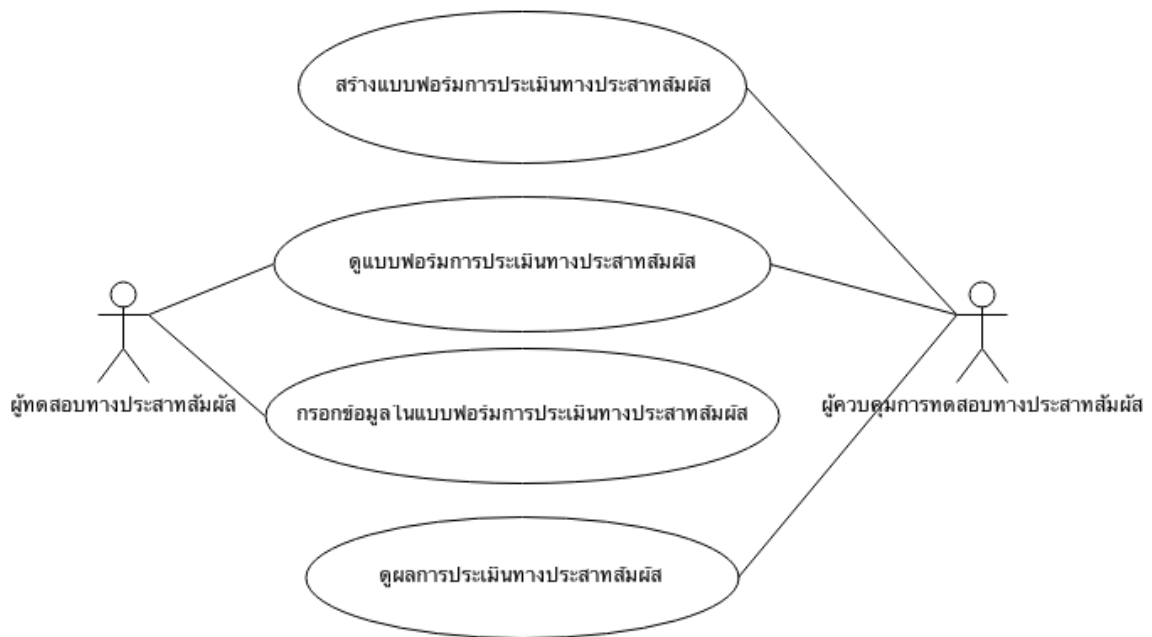 สร้างแบบฟอร์มการประเมินทางประสาทสัมผัส
ดูแบบฟอร์มการประเมินทางประสาทสัมผัส
ผู้ทดสอบทางประสาทสัมผัส
ผู้ควบคุมการทดสอบทางประสาทสัมผัส
กรอกข้อมูลในแบบฟอร์มการประเมินทางประสาทสัมผัส
ดูผลการประเมินทางประสาทสัมผัส